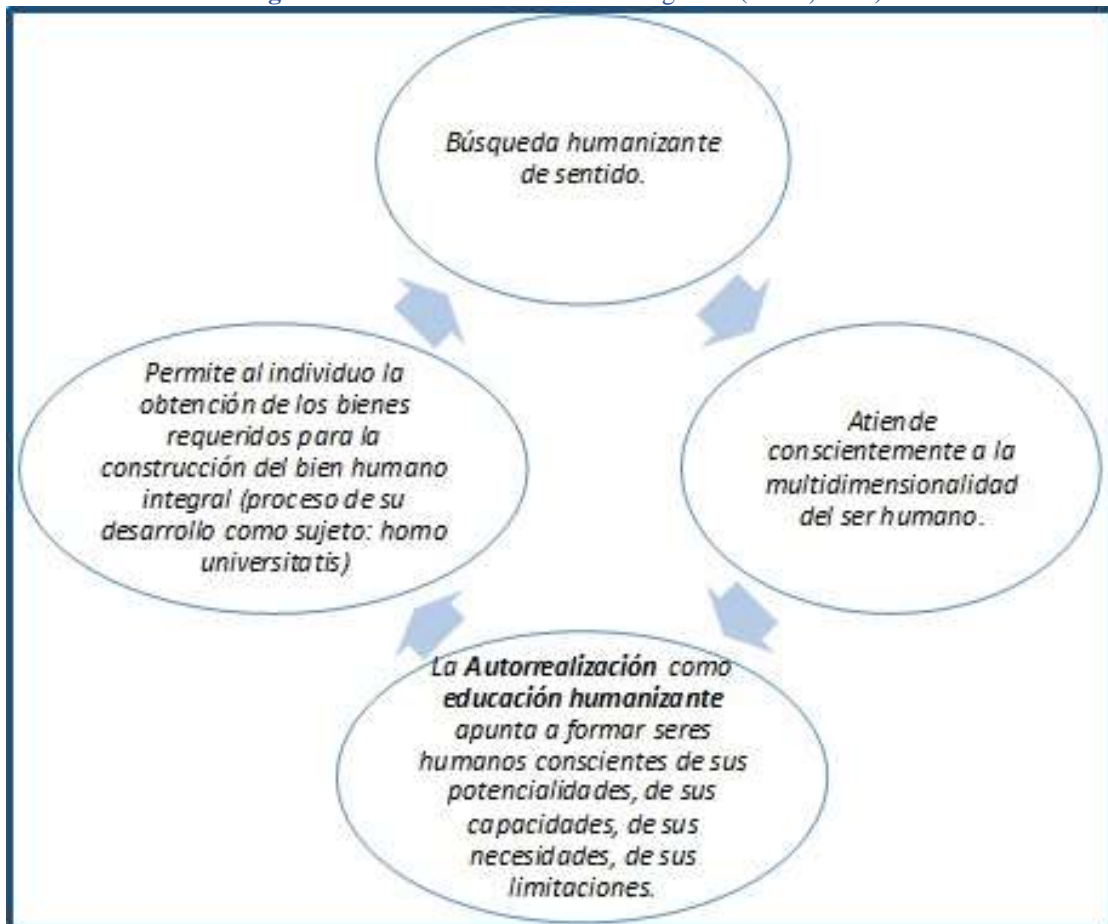 Búsqueda humanizante
de sentido.
Permite al individuo la
obtención de los bienes
requeridos para la
construcción del bien humano
integral (proceso de su
desarrollo como sujeto: homo
universitatis)
Atiende
conscientemente a la
multidimensionalidad
del ser humano.
La Autorrealización como
educación humanizante
apunta a formar seres
humanos conscientes de sus
potencialidades, de sus
capacidades, de sus
necesidades, de sus
limitaciones.